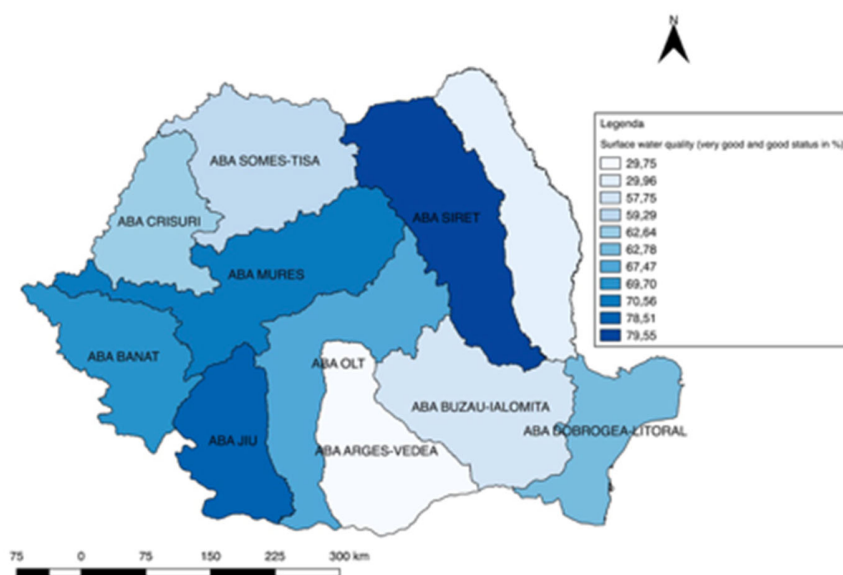 N
Legenda
Surface water quality (very good and good status in %)
29,75
29,96
57,75
59,29
62,64
62,78
67,47
69,70
70,56
78,51
79,55
ABA SOMES-TISA
ABA CRISURI
ABA SIRET
ABA MURES
ABA BANAT
ABA OLT
ABA BUZAU-IALOMITA
ABA DOBROGEA-LITORAL
ABA JIU
ABA ARGES-VEDEA
75 0 75 150 225 300 km